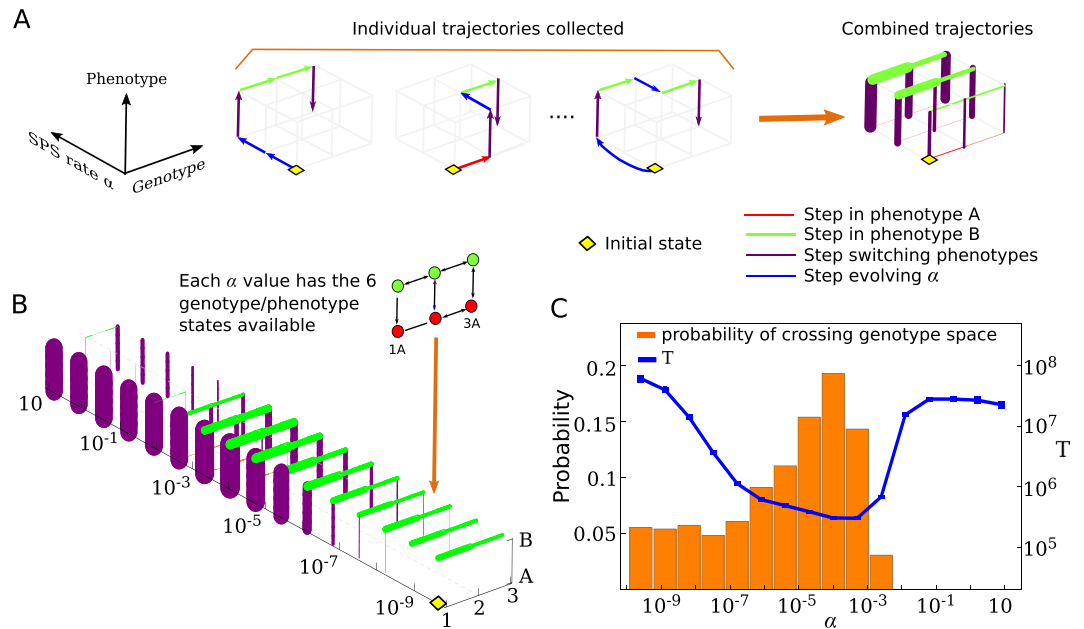 A
Individual trajectories collected
Combined trajectories
Phenotype
SPS rate α
Genotype
....
Initial state
Step in phenotype A
Step in phenotype B
Step switching phenotypes
Step evolving α
B
Each α value has the 6
genotype/phenotype
states available
1A
3A
10
10-1
10-3
10-5
10-7
10-9
1
2
3
A
B
C
probability of crossing genotype space
T
Probability
0.2
0.15
0.1
0.05
10⁸
10⁷
10⁶
10⁵
T
10-9
10-7
10-5
10-3
10-1
10
α